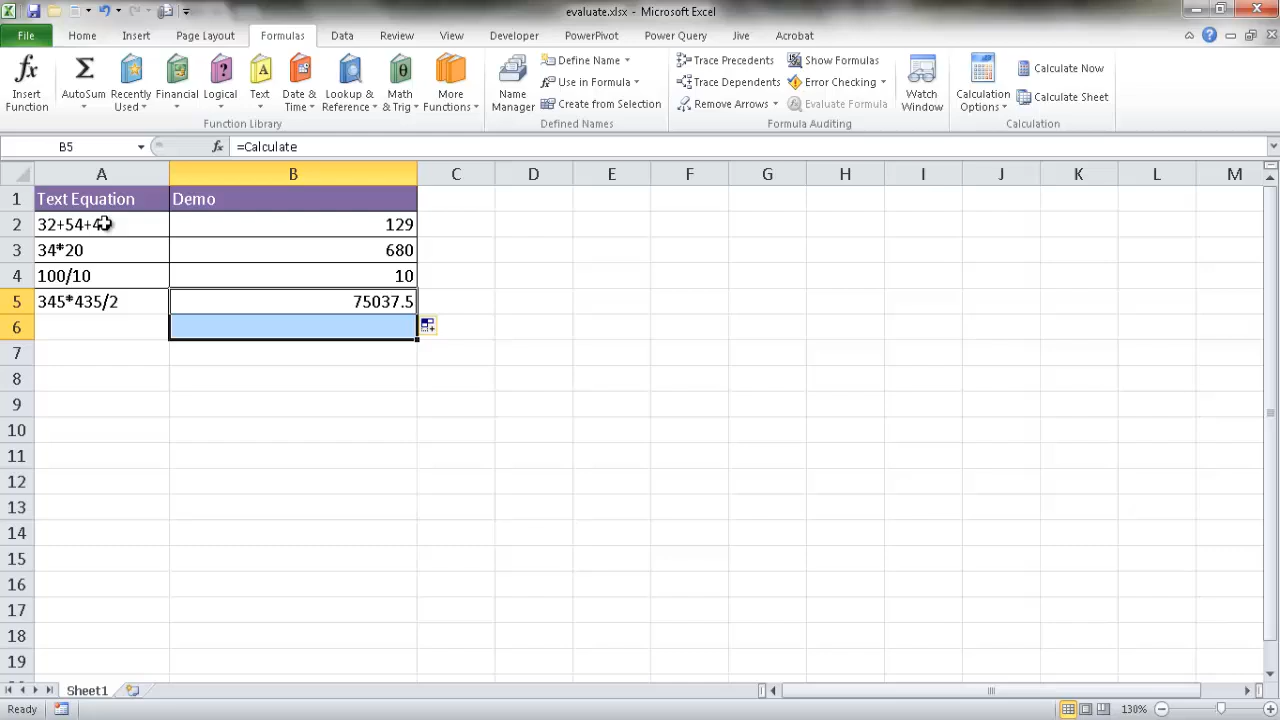 evaluate.xlsx - Microsoft Excel
File Home Insert Page Layout Formulas Data Review View Developer PowerPivot Power Query Jive Acrobat
Insert Function
AutoSum
Recently Used
Financial
Logical
Text
Date & Time
Lookup & Reference
Math & Trig
More Functions
Function Library
Name Manager
Define Name
Use in Formula
Create from Selection
Defined Names
Trace Precedents
Trace Dependents
Remove Arrows
Show Formulas
Error Checking
Evaluate Formula
Formula Auditing
Watch Window
Calculation Options
Calculate Now
Calculate Sheet
Calculation
B5 fx =Calculate
A B C D E F G H I J K L M
1 Text Equation Demo
2 32+54+4 129
3 34*20 680
4 100/10 10
5 345*435/2 75037.5
6
7
8
9
10
11
12
13
14
15
16
17
18
19
Sheet1
Ready 130%